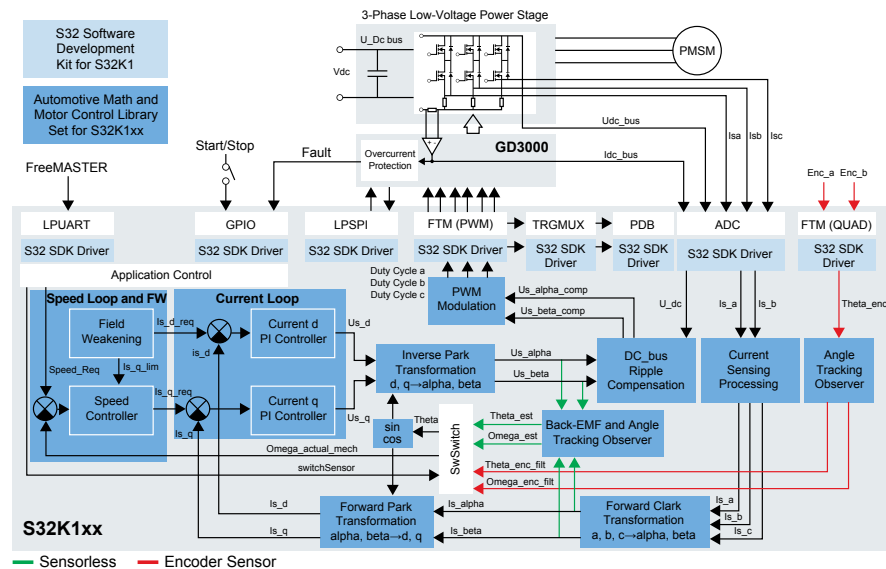 3-Phase Low-Voltage Power Stage
S32 Software
Development
Kit for S32K1
Automotive Math and
Motor Control Library
Set for S32K1xx
U_Dc bus
Vdc
PMSM
Udc_bus
Isa
Isb
Isc
Idc_bus
GD3000
Overcurrent
Protection
+ -
Start/Stop
Fault
FreeMASTER
Enc_a
Enc_b
LPUART
GPIO
LPSPI
FTM (PWM)
TRGMUX
PDB
ADC
FTM (QUAD)
S32 SDK Driver
S32 SDK Driver
S32 SDK Driver
S32 SDK Driver
S32 SDK
Driver
S32 SDK
Driver
S32 SDK Driver
S32 SDK
Driver
Application Control
Duty Cycle a
Duty Cycle b
Duty Cycle c
PWM
Modulation
Us_alpha_comp
Us_beta_comp
U_dc
Is_a
Is_b
Theta_enc
Speed Loop and FW
Current Loop
Field
Weakening
Is_d_req
is_d
Current d
PI Controller
Us_d
Is_q_lim
Speed_Req
Speed
Controller
Is_q_req
Is_q
Current q
PI Controller
Us_q
Inverse Park
Transformation
d, q→alpha, beta
Us_alpha
Us_beta
DC_bus
Ripple
Compensation
Current
Sensing
Processing
Angle
Tracking
Observer
sin
cos
Theta
SwSwitch
Theta_est
Omega_est
Back-EMF and Angle
Tracking Observer
Omega_actual_mech
switchSensor
Theta_enc_filt
Omega_enc_filt
Is_d
Is_q
Forward Park
Transformation
alpha, beta→d, q
Is_alpha
Is_beta
Forward Clark
Transformation
a, b, c→alpha, beta
Is_a
Is_b
Is_c
S32K1xx
Sensorless
Encoder Sensor